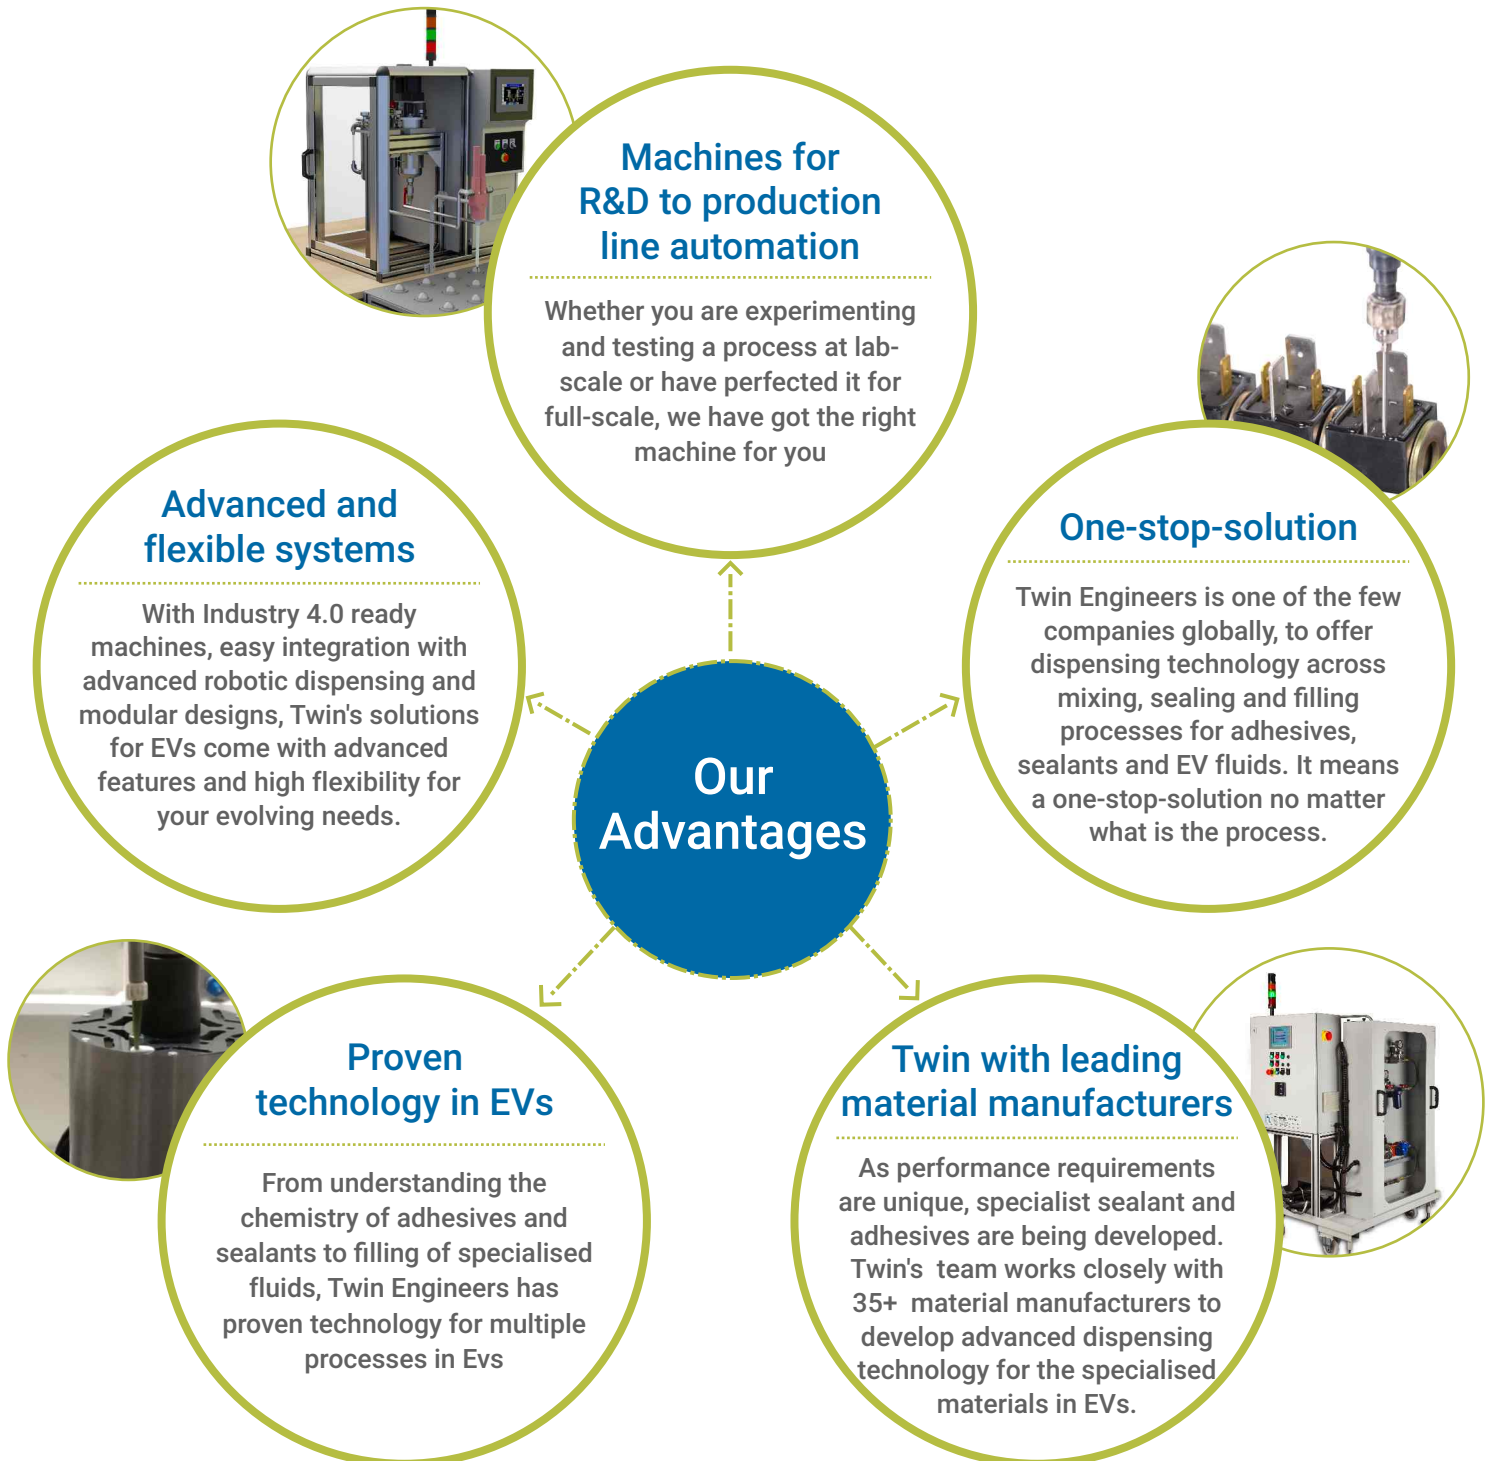 Machines for
R&D to production
line automation
Whether you are experimenting
and testing a process at lab-
scale or have perfected it for
full-scale, we have got the right
machine for you
Advanced and
flexible systems
With Industry 4.0 ready
machines, easy integration with
advanced robotic dispensing and
modular designs, Twin's solutions
for EVs come with advanced
features and high flexibility for
your evolving needs.
One-stop-solution
Twin Engineers is one of the few
companies globally, to offer
dispensing technology across
mixing, sealing and filling
processes for adhesives,
sealants and EV fluids. It means
a one-stop-solution no matter
what is the process.
Our
Advantages
Proven
technology in EVs
From understanding the
chemistry of adhesives and
sealants to filling of specialised
fluids, Twin Engineers has
proven technology for multiple
processes in Evs
Twin with leading
material manufacturers
As performance requirements
are unique, specialist sealant and
adhesives are being developed.
Twin's  team works closely with
35+  material manufacturers to
develop advanced dispensing
technology for the specialised
materials in EVs.